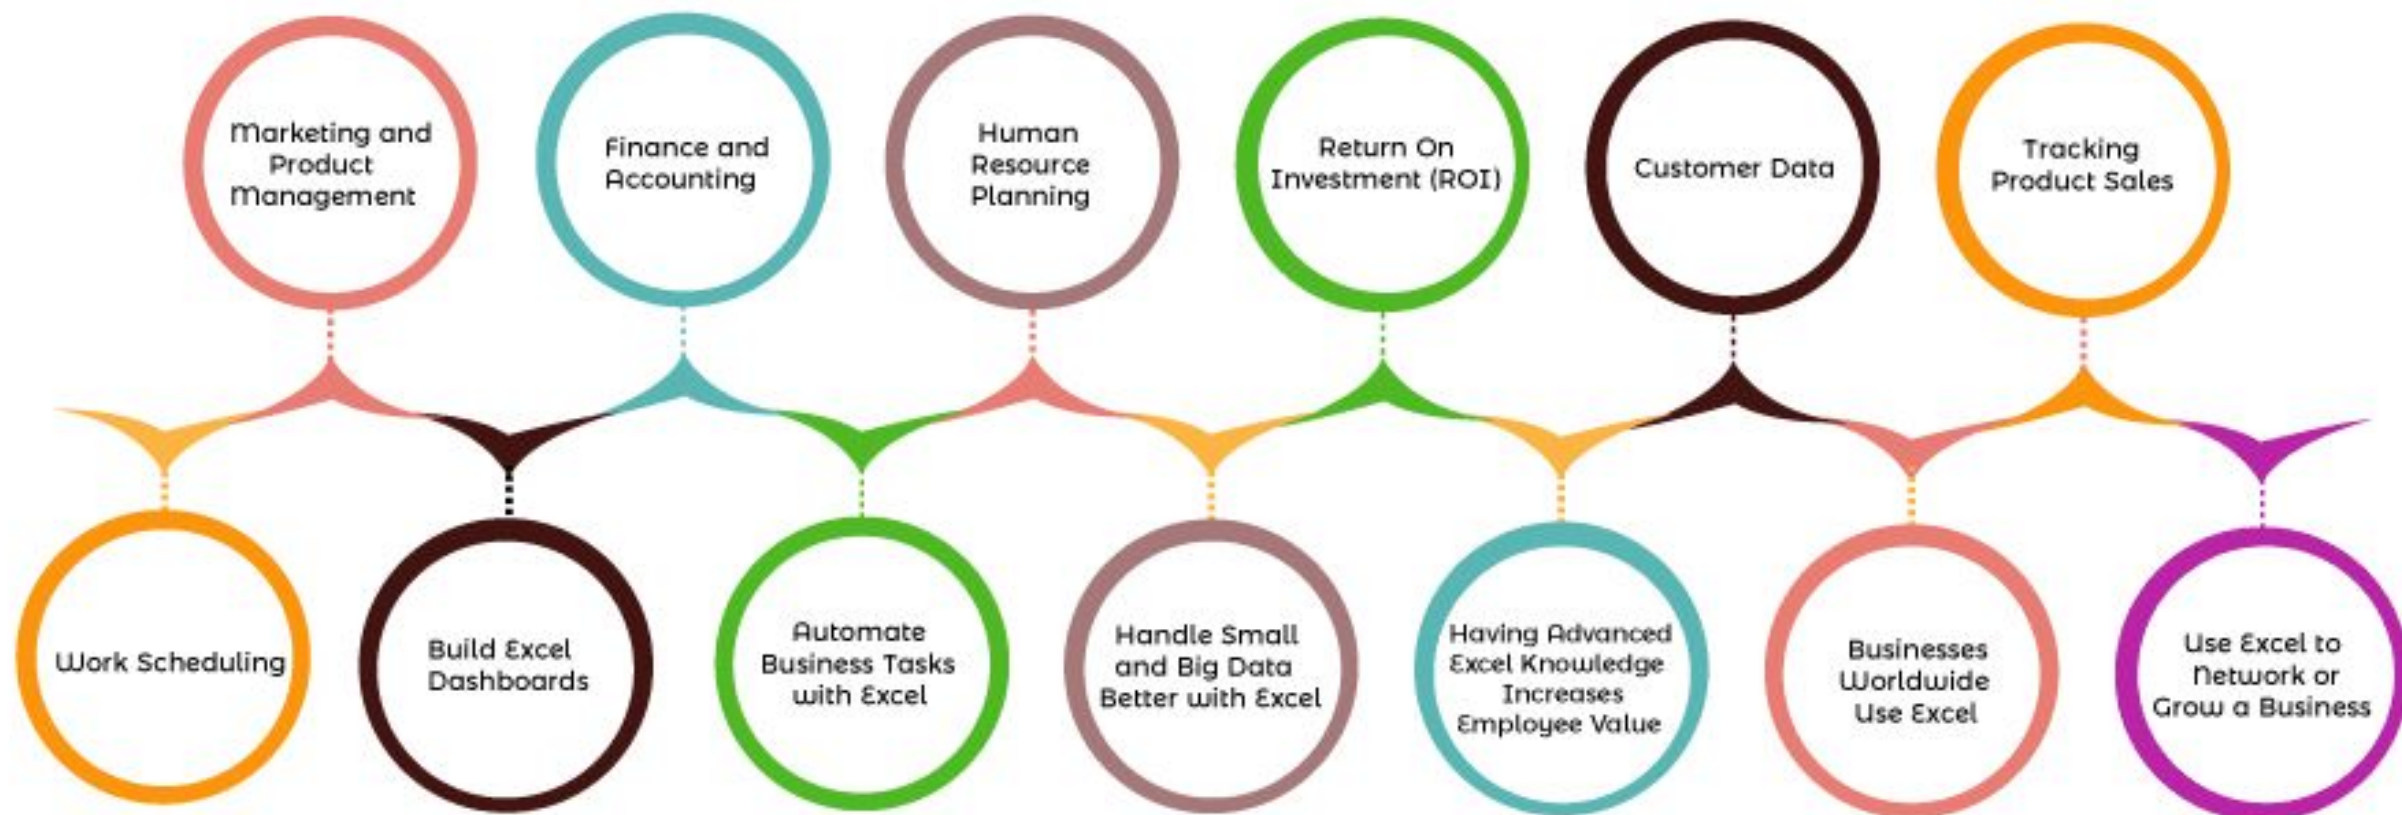 Marketing and
Product
Management
Finance and
Accounting
Human
Resource
Planning
Return On
Investment (ROI)
Customer Data
Tracking
Product Sales
Work Scheduling
Build Excel
Dashboards
Automate
Business Tasks
with Excel
Handle Small
and Big Data
Better with Excel
Having Advanced
Excel Knowledge
Increases
Employee Value
Businesses
Worldwide
Use Excel
Use Excel to
Network or
Grow a Business